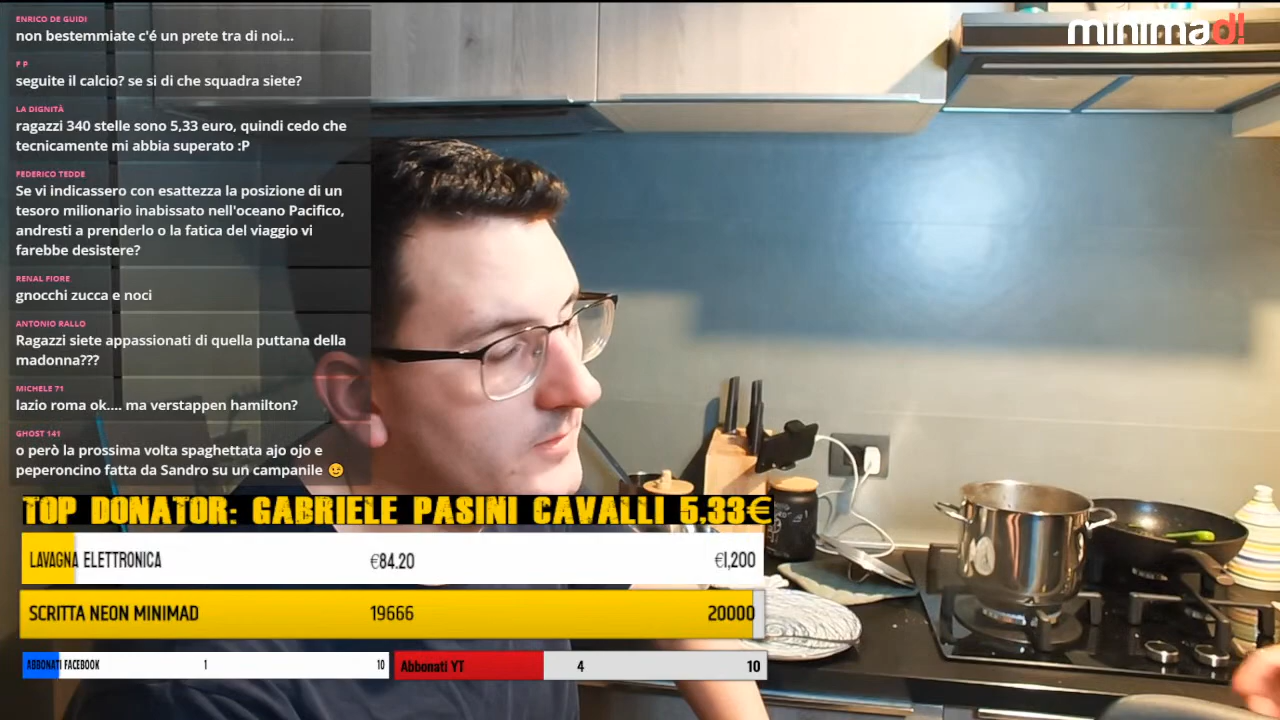 minimad!
ENRICO DE GUIDI
non bestemmiate c'é un prete tra di noi...
F P
seguite il calcio? se si di che squadra siete?
LA DIGNITÀ
ragazzi 340 stelle sono 5,33 euro, quindi cedo che
tecnicamente mi abbia superato :P
FEDERICO TEDDE
Se vi indicassero con esattezza la posizione di un
tesoro milionario inabissato nell'oceano Pacifico,
andresti a prenderlo o la fatica del viaggio vi
farebbe desistere?
RENAL FIORE
gnocchi zucca e noci
ANTONIO RALLO
Ragazzi siete appassionati di quella puttana della
madonna???
MICHELE 71
lazio roma ok.... ma verstappen hamilton?
GHOST 141
o però la prossima volta spaghettata ajo ojo e
peperoncino fatta da Sandro su un campanile 😉
TOP DONATOR: GABRIELE PASINI CAVALLI 5,33€
LAVAGNA ELETTRONICA €84.20 €1,200
SCRITTA NEON MINIMAD 19666 20000
ABBONATI FACEBOOK 1 10
Abbonati YT 4 10